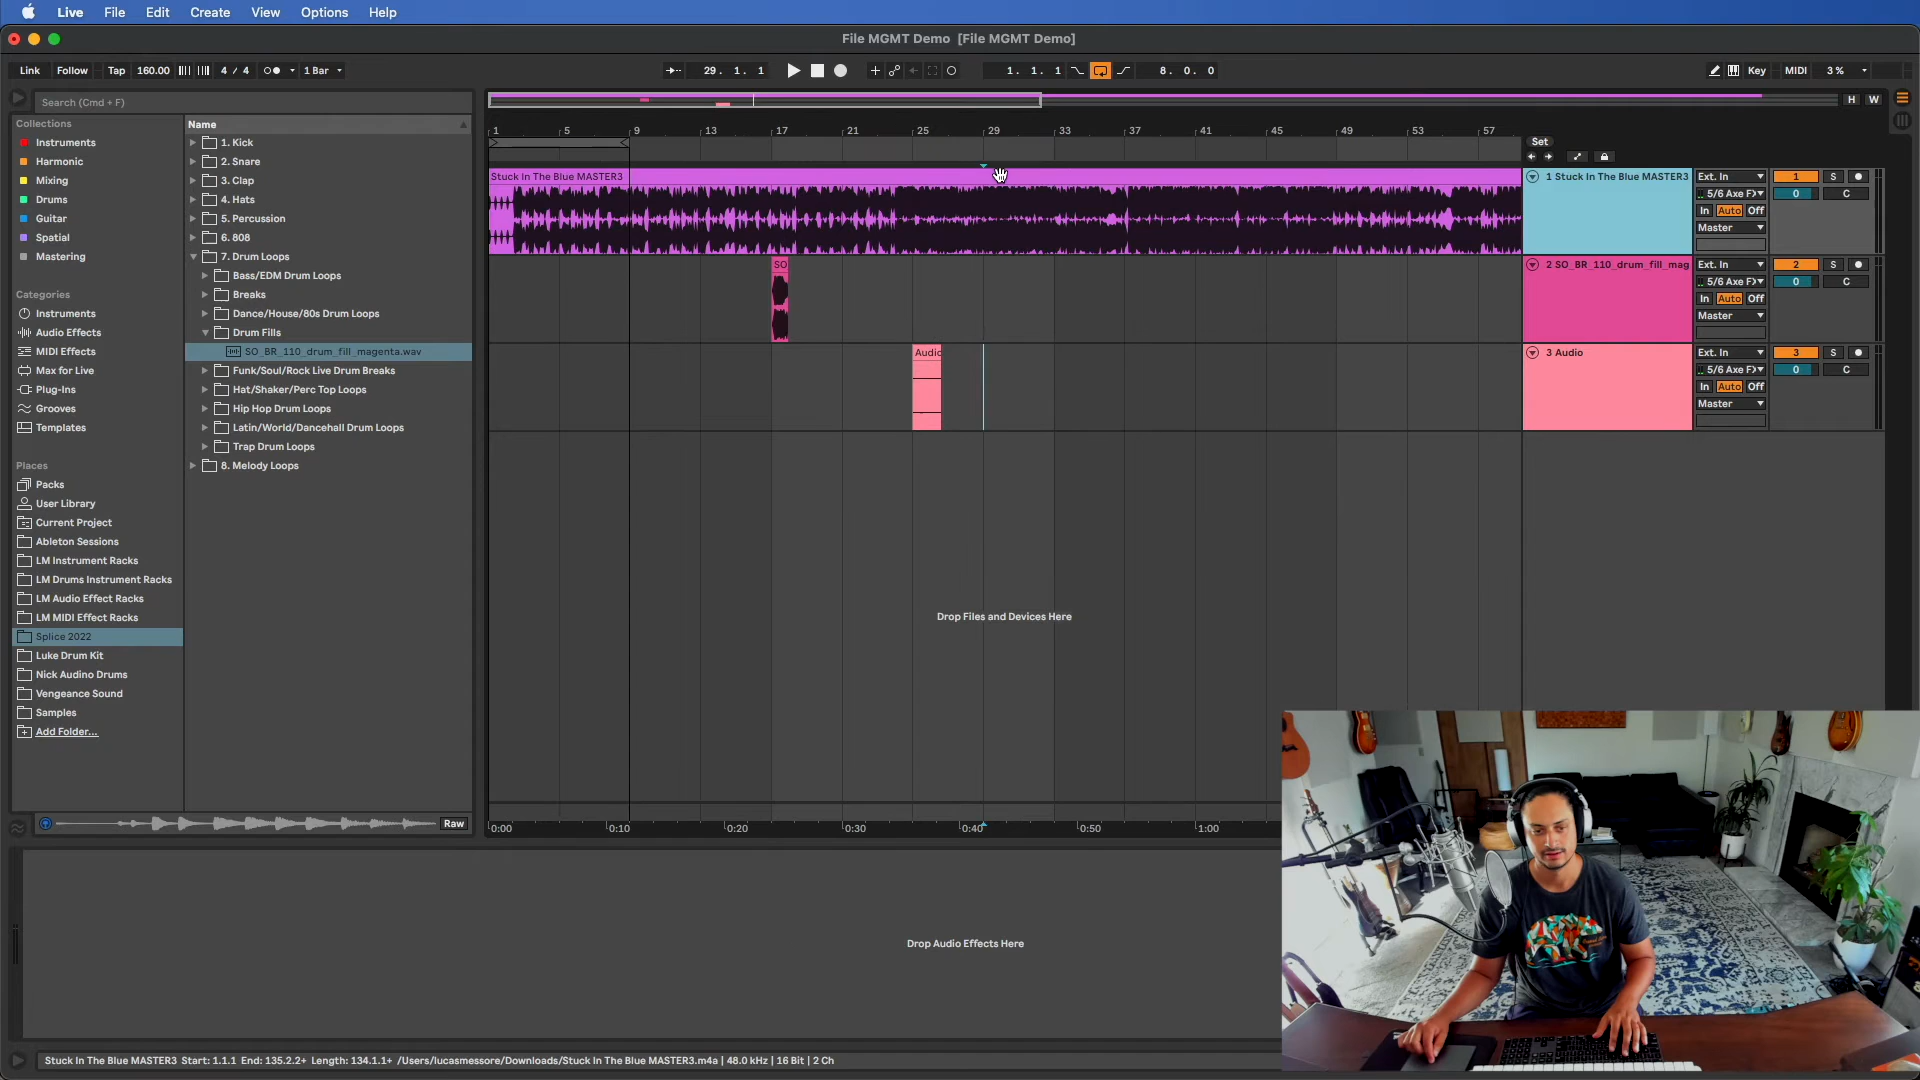 Live File Edit Create View Options Help
File MGMT Demo [File MGMT Demo]
Link Follow Tap 160.00 4 / 4 1 Bar 29. 1. 1 1. 1. 1 8. 0. 0 Key MIDI 3 %
Search (Cmd + F)
H W
Collections
Instruments
Harmonic
Mixing
Drums
Guitar
Spatial
Mastering
Categories
Instruments
Audio Effects
MIDI Effects
Max for Live
Plug-Ins
Grooves
Templates
Places
Packs
User Library
Current Project
Ableton Sessions
LM Instrument Racks
LM Drums Instrument Racks
LM Audio Effect Racks
LM MIDI Effect Racks
Splice 2022
Luke Drum Kit
Nick Audino Drums
Vengeance Sound
Samples
Add Folder...
Name
1. Kick
2. Snare
3. Clap
4. Hats
5. Percussion
6. 808
7. Drum Loops
Bass/EDM Drum Loops
Breaks
Dance/House/80s Drum Loops
Drum Fills
SO_BR_110_drum_fill_magenta.wav
Funk/Soul/Rock Live Drum Breaks
Hat/Shaker/Perc Top Loops
Hip Hop Drum Loops
Latin/World/Dancehall Drum Loops
Trap Drum Loops
8. Melody Loops
Raw
1 5 9 13 17 21 25 29 33 37 41 45 49 53 57
Set
Stuck In The Blue MASTER3
SO
Audio
1 Stuck In The Blue MASTER3
Ext. In 1 S
5/6 Axe FX 0 C
In Auto Off
Master
2 SO_BR_110_drum_fill_mag
Ext. In 2 S
5/6 Axe FX 0 C
In Auto Off
Master
3 Audio
Ext. In 3 S
5/6 Axe FX 0 C
In Auto Off
Master
Drop Files and Devices Here
0:00 0:10 0:20 0:30 0:40 0:50 1:00
Drop Audio Effects Here
Stuck In The Blue MASTER3 Start: 1.1.1 End: 135.2.2+ Length: 134.1.1+ /Users/lucasmessore/Downloads/Stuck In The Blue MASTER3.m4a | 48.0 kHz | 16 Bit | 2 Ch